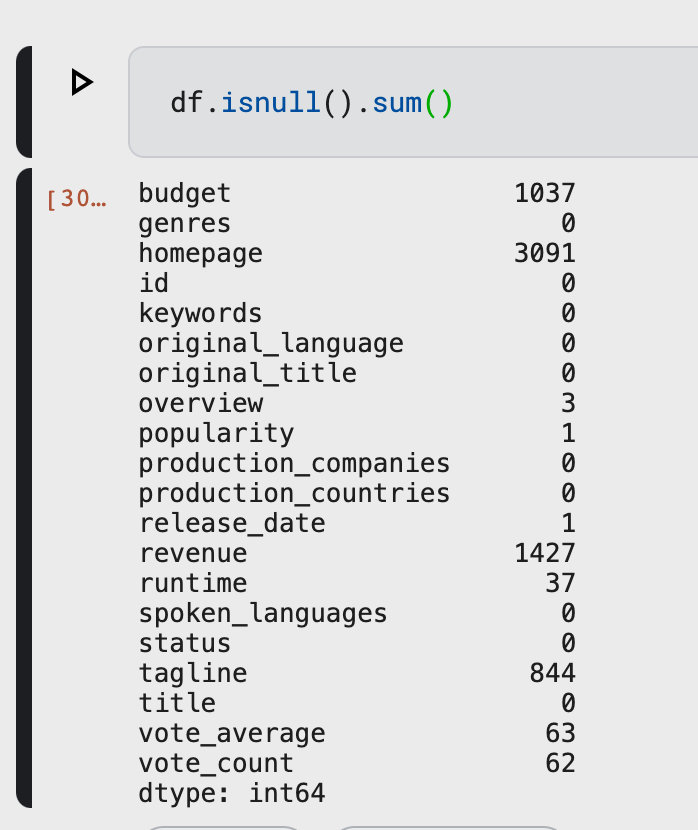 df.isnull().sum()
[30…
budget 1037
genres 0
homepage 3091
id 0
keywords 0
original_language 0
original_title 0
overview 3
popularity 1
production_companies 0
production_countries 0
release_date 1
revenue 1427
runtime 37
spoken_languages 0
status 0
tagline 844
title 0
vote_average 63
vote_count 62
dtype: int64